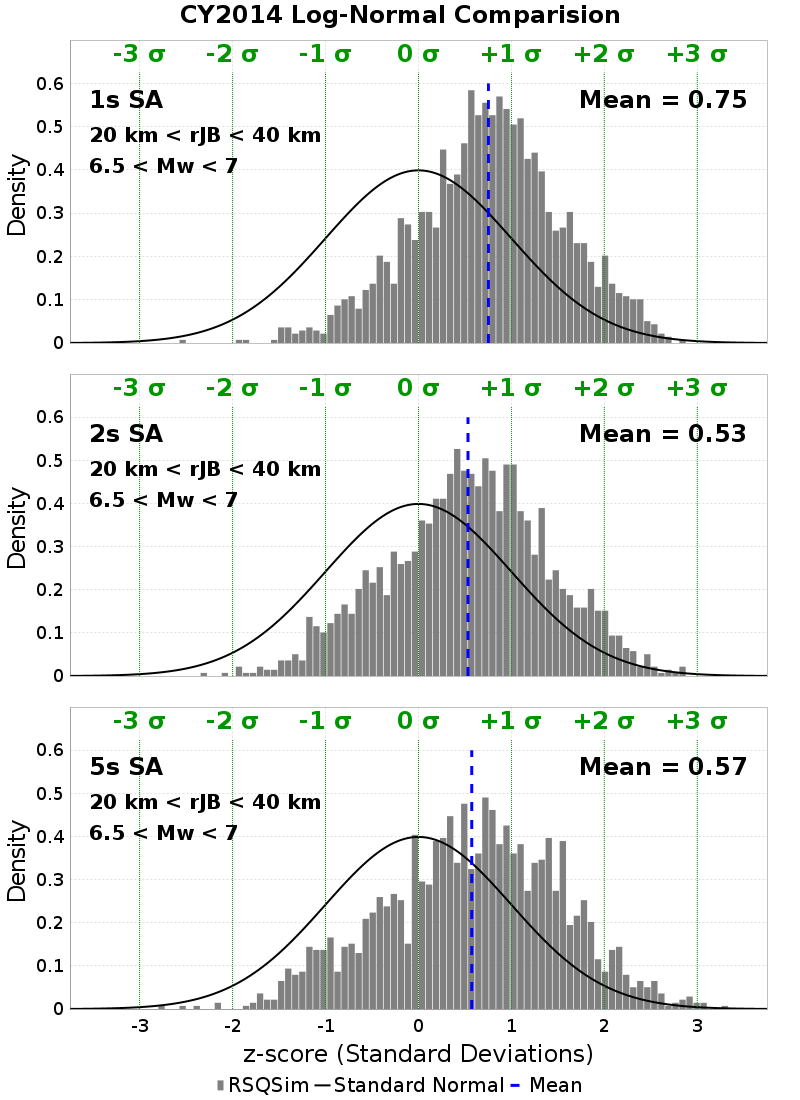 CY2014 Log-Normal Comparision
-3 σ -2 σ -1 σ 0 σ +1 σ +2 σ +3 σ
0.6
1s SA Mean = 0.75
0.5
20 km < rJB < 40 km
6.5 < Mw < 7
0.4
0.3
0.2
0.1
0
Density
-3 σ -2 σ -1 σ 0 σ +1 σ +2 σ +3 σ
0.6
2s SA Mean = 0.53
0.5
20 km < rJB < 40 km
6.5 < Mw < 7
0.4
0.3
0.2
0.1
0
Density
-3 σ -2 σ -1 σ 0 σ +1 σ +2 σ +3 σ
0.6
5s SA Mean = 0.57
0.5
20 km < rJB < 40 km
6.5 < Mw < 7
0.4
0.3
0.2
0.1
0
Density
-3 -2 -1 0 1 2 3
z-score (Standard Deviations)
RSQSim Standard Normal Mean